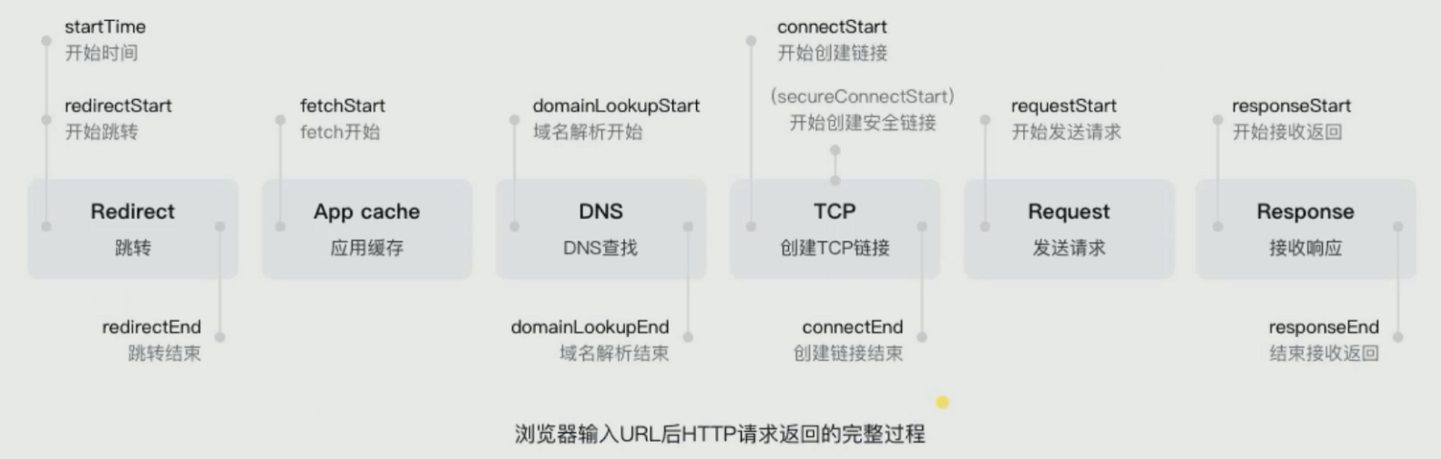 startTime
开始时间
redirectStart
开始跳转
fetchStart
fetch开始
domainLookupStart
域名解析开始
connectStart
开始创建链接
(secureConnectStart)
开始创建安全链接
requestStart
开始发送请求
responseStart
开始接收返回
Redirect
跳转
App cache
应用缓存
DNS
DNS查找
TCP
创建TCP链接
Request
发送请求
Response
接收响应
redirectEnd
跳转结束
domainLookupEnd
域名解析结束
connectEnd
创建链接结束
responseEnd
结束接收返回
浏览器输入URL后HTTP请求返回的完整过程